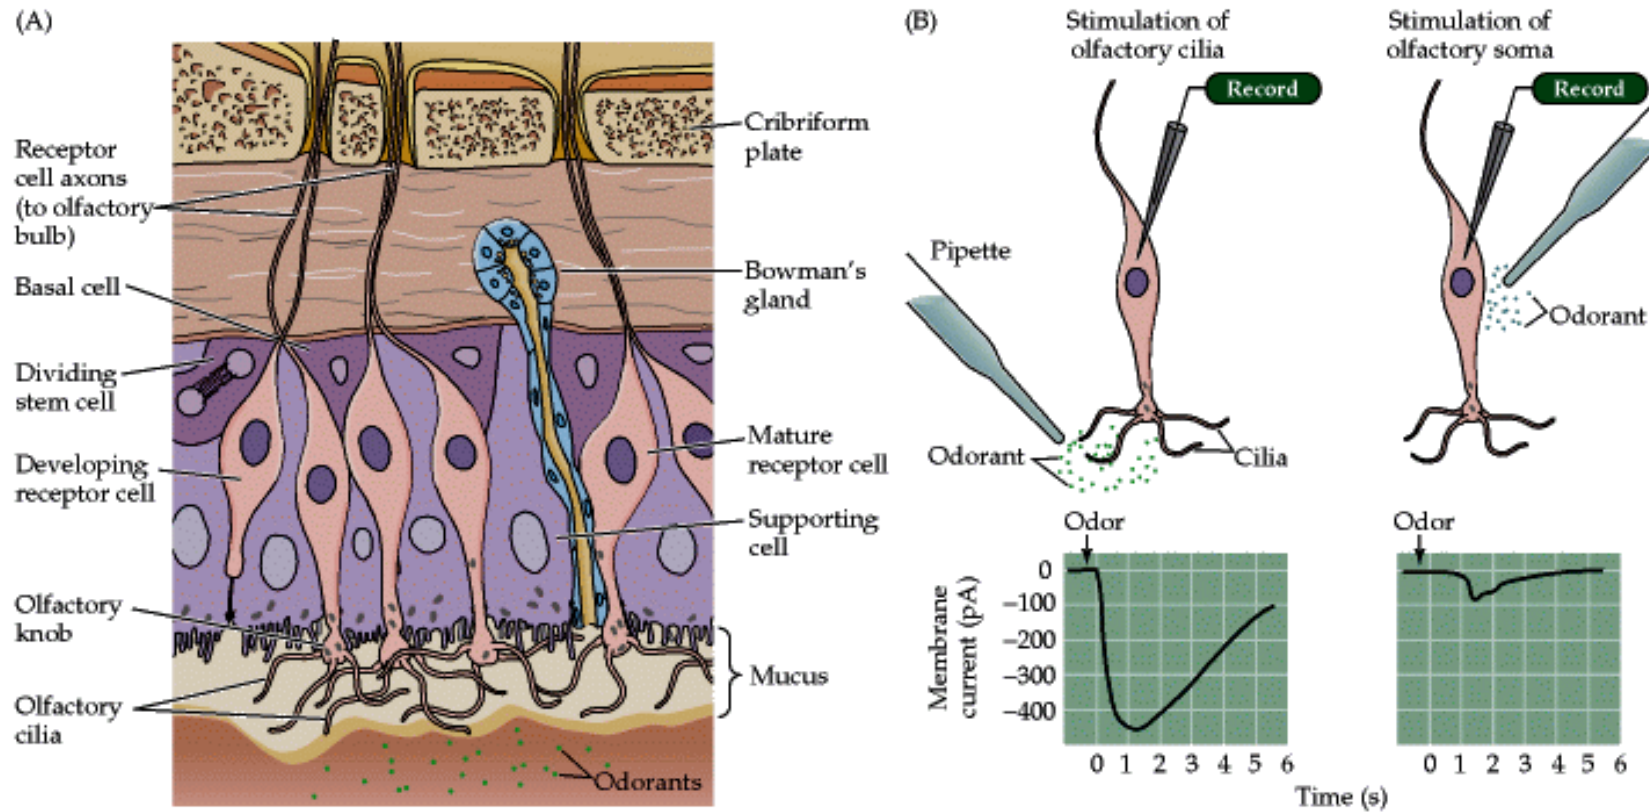 (A)
Receptor
cell axons
(to olfactory
bulb)
Basal cell
Dividing
stem cell
Developing
receptor cell
Olfactory
knob
Olfactory
cilia
Cribriform
plate
Bowman's
gland
Mature
receptor cell
Supporting
cell
Mucus
Odorants
(B)
Stimulation of
olfactory cilia
Record
Pipette
Odorant
Cilia
Stimulation of
olfactory soma
Record
Odorant
Odor
Membrane
current (pA)
0
−100
−200
−300
−400
0 1 2 3 4 5 6
Odor
0 1 2 3 4 5 6
Time (s)